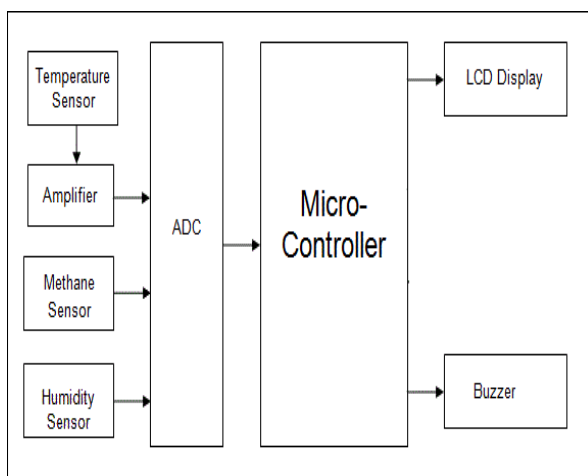 Temperature
Sensor
Amplifier
Methane
Sensor
Humidity
Sensor
ADC
Micro-
Controller
LCD Display
Buzzer